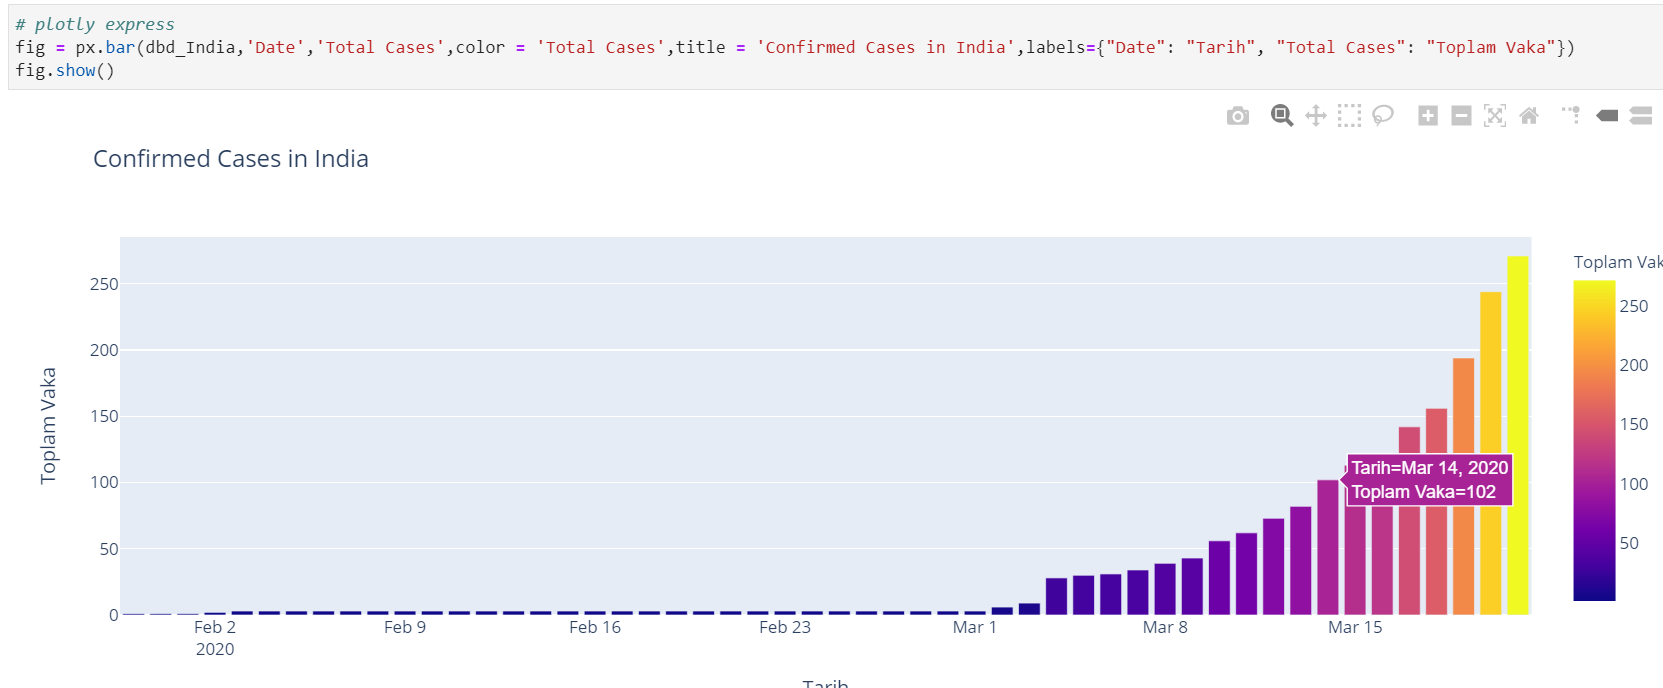 # plotly express
fig = px.bar(dbd_India,'Date','Total Cases',color = 'Total Cases',title = 'Confirmed Cases in India',labels={"Date": "Tarih", "Total Cases": "Toplam Vaka"})
fig.show()
Confirmed Cases in India
Toplam Vak
250
200
150
100
50
0
Toplam Vaka
Tarih=Mar 14, 2020
Toplam Vaka=102
250
200
150
100
50
Feb 2
2020
Feb 9
Feb 16
Feb 23
Mar 1
Mar 8
Mar 15
Tarih